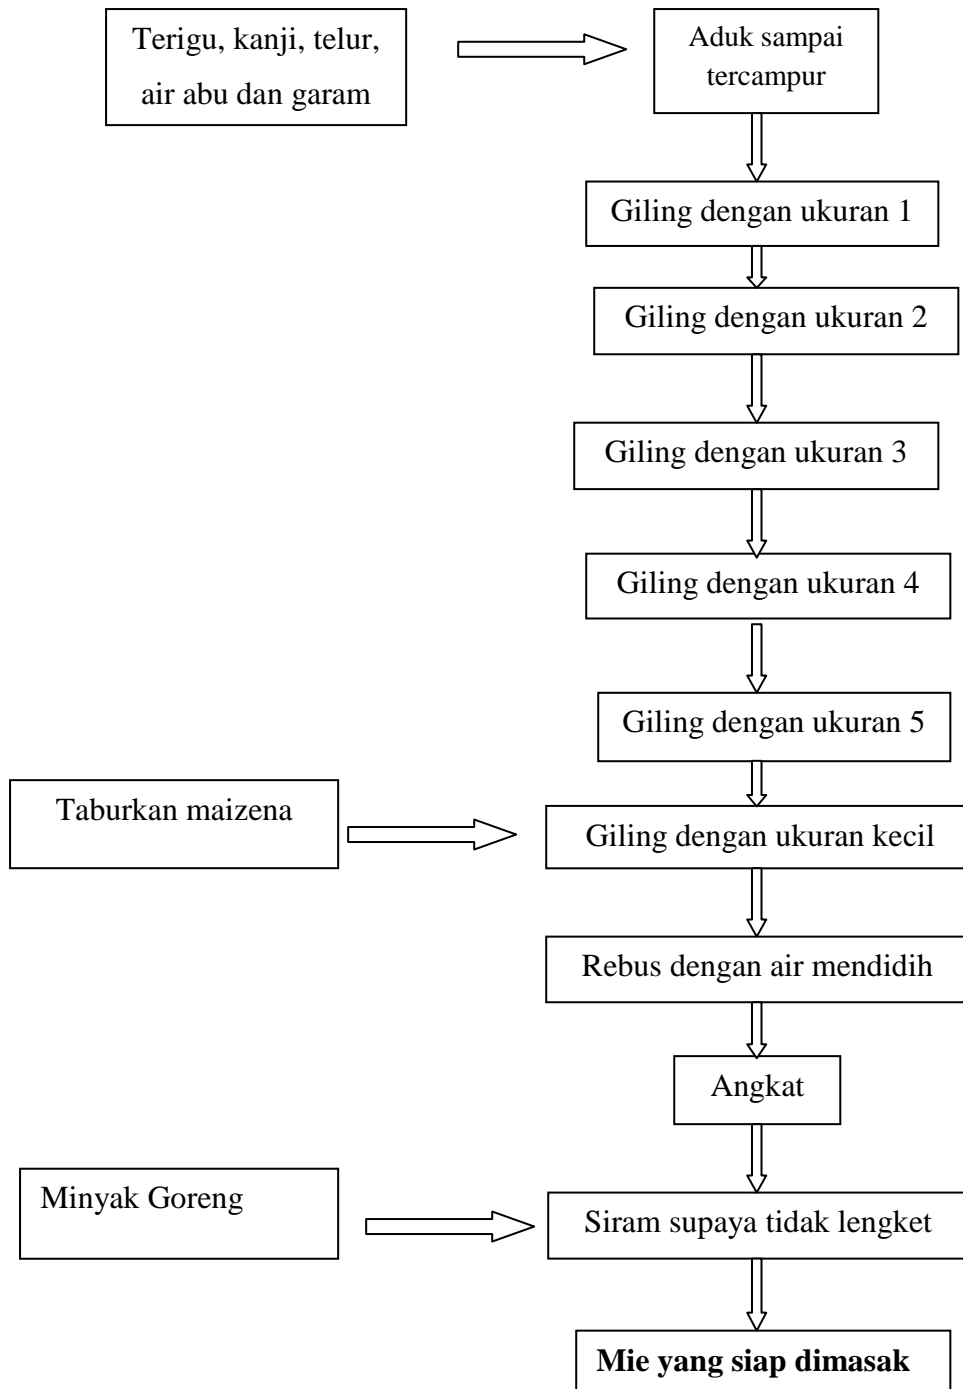 Terigu, kanji, telur,
air abu dan garam
Aduk sampai
tercampur
Giling dengan ukuran 1
Giling dengan ukuran 2
Giling dengan ukuran 3
Giling dengan ukuran 4
Giling dengan ukuran 5
Taburkan maizena
Giling dengan ukuran kecil
Rebus dengan air mendidih
Angkat
Minyak Goreng
Siram supaya tidak lengket
Mie yang siap dimasak